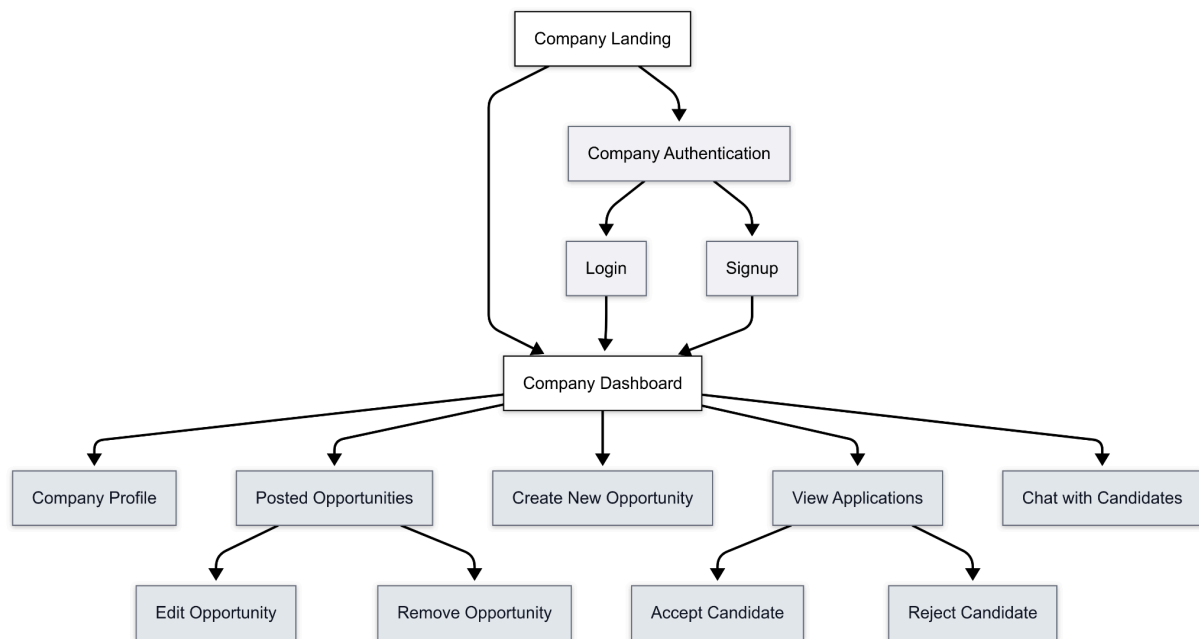 Company Landing
Company Authentication
Login
Signup
Company Dashboard
Company Profile
Posted Opportunities
Create New Opportunity
View Applications
Chat with Candidates
Edit Opportunity
Remove Opportunity
Accept Candidate
Reject Candidate